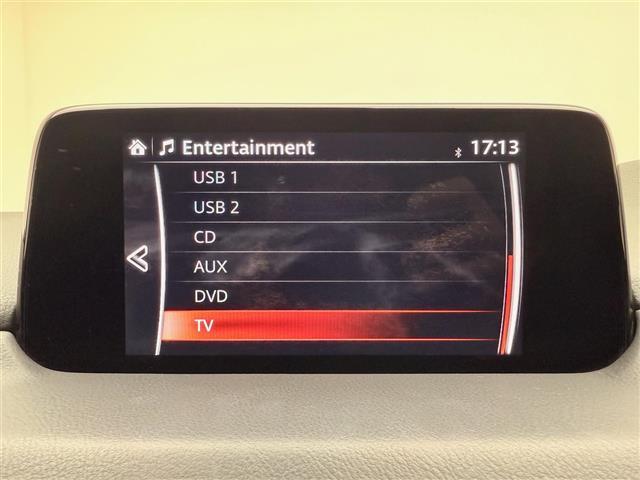 Entertainment 17:13
USB 1
USB 2
CD
AUX
DVD
TV